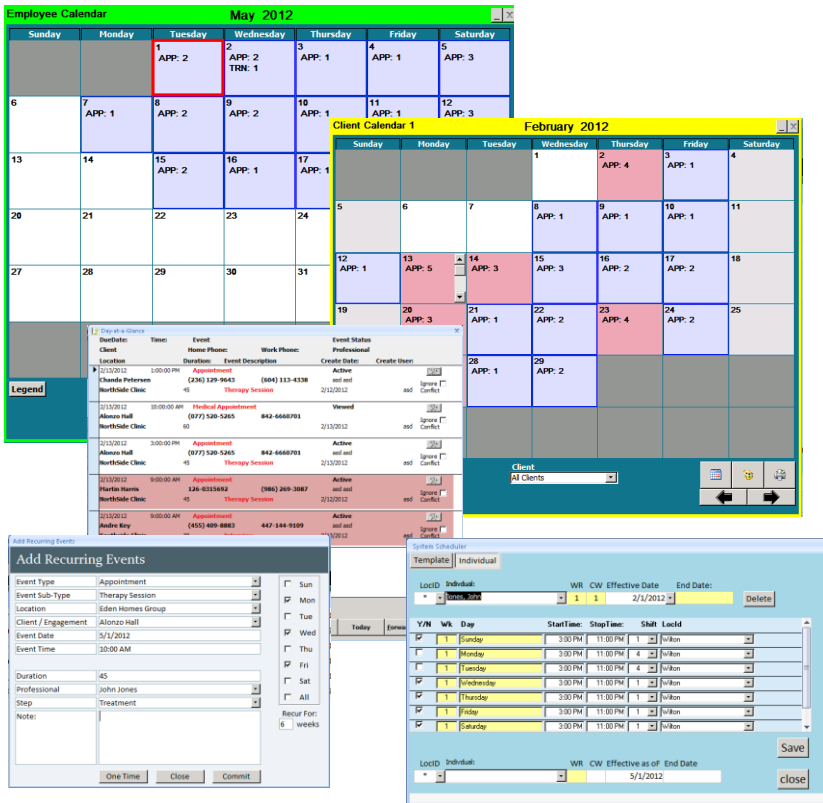 Employee Calendar May 2012
Sunday Monday Tuesday Wednesday Thursday Friday Saturday
1 2 3 4 5
APP: 2 APP: 2 APP: 1 APP: 1 APP: 3
TRN: 1
6 7 8 9 10 11 12
APP: 1 APP: 2 APP: 2 APP: 1 APP: 1 APP: 3
13 14 15 16 17
APP: 2 APP: 1 APP: 1
20 21 22 23 24
27 28 29 30 31
Legend
Client Calendar 1 February 2012
Sunday Monday Tuesday Wednesday Thursday Friday Saturday
1 2 3 4
APP: 4 APP: 1
5 6 7 8 9 10 11
APP: 1 APP: 1 APP: 1
12 13 14 15 16 17 18
APP: 1 APP: 5 APP: 3 APP: 3 APP: 2 APP: 2
19 20 21 22 23 24 25
APP: 3 APP: 1 APP: 2 APP: 4 APP: 2
28 29
APP: 1 APP: 2
Client
All Clients
Day-at-a-Glance
DueDate: Time: Event Event Status
Client Home Phone: Work Phone: Professional
Location Duration: Event Description Create Date: Create User:
2/13/2012 1:00:00 PM Appointment Active
Chanda Petersen (236) 129-9643 (604) 113-4338 asd asd Ignore
NorthSide Clinic 45 Therapy Session 2/12/2012 asd Conflict
2/13/2012 10:00:00 AM Medical Appointment Viewed
Alonzo Hall (077) 520-5265 842-6660701 Ignore
NorthSide Clinic 60 2/13/2012 asd Conflict
2/13/2012 3:00:00 PM Appointment Active
Alonzo Hall (077) 520-5265 842-6660701 asd asd Ignore
NorthSide Clinic 45 Therapy Session 2/13/2012 asd Conflict
2/13/2012 9:00:00 AM Appointment Active
Martin Harris 126-0315692 (986) 269-3087 asd asd Ignore
NorthSide Clinic 45 Therapy Session 2/12/2012 asd Conflict
2/13/2012 9:00:00 AM Appointment Active
Andre Key (455) 409-8883 447-144-9109 asd asd Ignore
Today
Add Recurring Events
Add Recurring Events
Event Type Appointment Sun
Event Sub-Type Therapy Session Mon
Location Eden Homes Group Tue
Client / Engagement Alonzo Hall Wed
Event Date 5/1/2012
Event Time 10:00 AM Thu
Fri
Duration 45 Sat
Professional John Jones All
Step Treatment
Note: Recur For:
6 weeks
One Time Close Commit
System Scheduler
Template Individual
LocID Individual: WR CW Effective Date End Date:
* Jones, John 1 1 2/1/2012 Delete
Y/N Wk Day StartTime: StopTime: Shift LocId
1 Sunday 3:00 PM 11:00 PM 1 Wilton
1 Monday 3:00 PM 11:00 PM 4 Wilton
1 Tuesday 3:00 PM 11:00 PM 4 Wilton
1 Wednesday 3:00 PM 11:00 PM 1 Wilton
1 Thursday 3:00 PM 11:00 PM 1 Wilton
1 Friday 3:00 PM 11:00 PM 1 Wilton
1 Saturday 3:00 PM 11:00 PM 1 Wilton
Save
LocID Individual: WR CW Effective as of End Date
* 5/1/2012 close